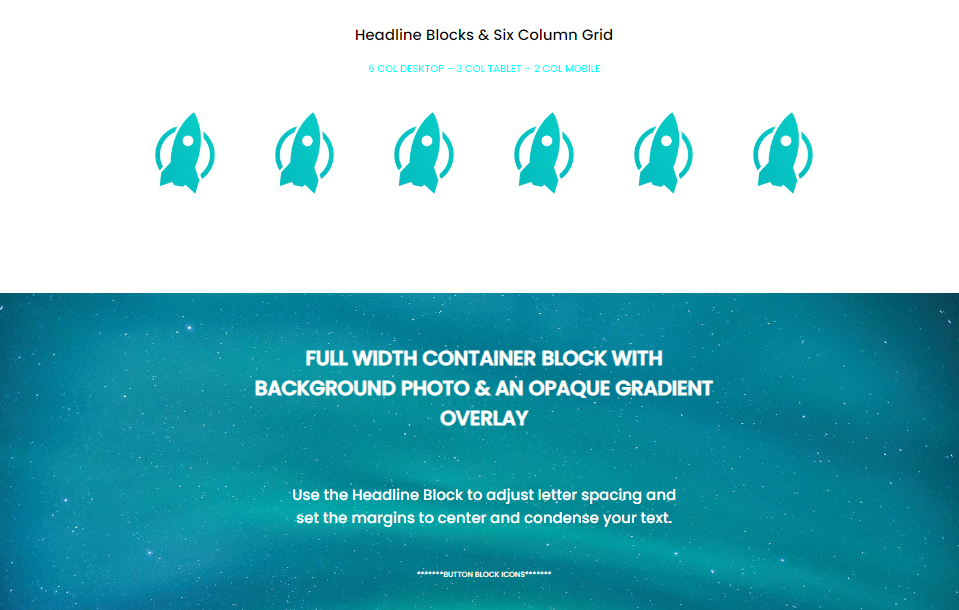 Headline Blocks & Six Column Grid
6 COL DESKTOP – 3 COL TABLET – 2 COL MOBILE
FULL WIDTH CONTAINER BLOCK WITH
BACKGROUND PHOTO & AN OPAQUE GRADIENT
OVERLAY
Use the Headline Block to adjust letter spacing and
set the margins to center and condense your text.
*******BUTTON BLOCK ICONS*******